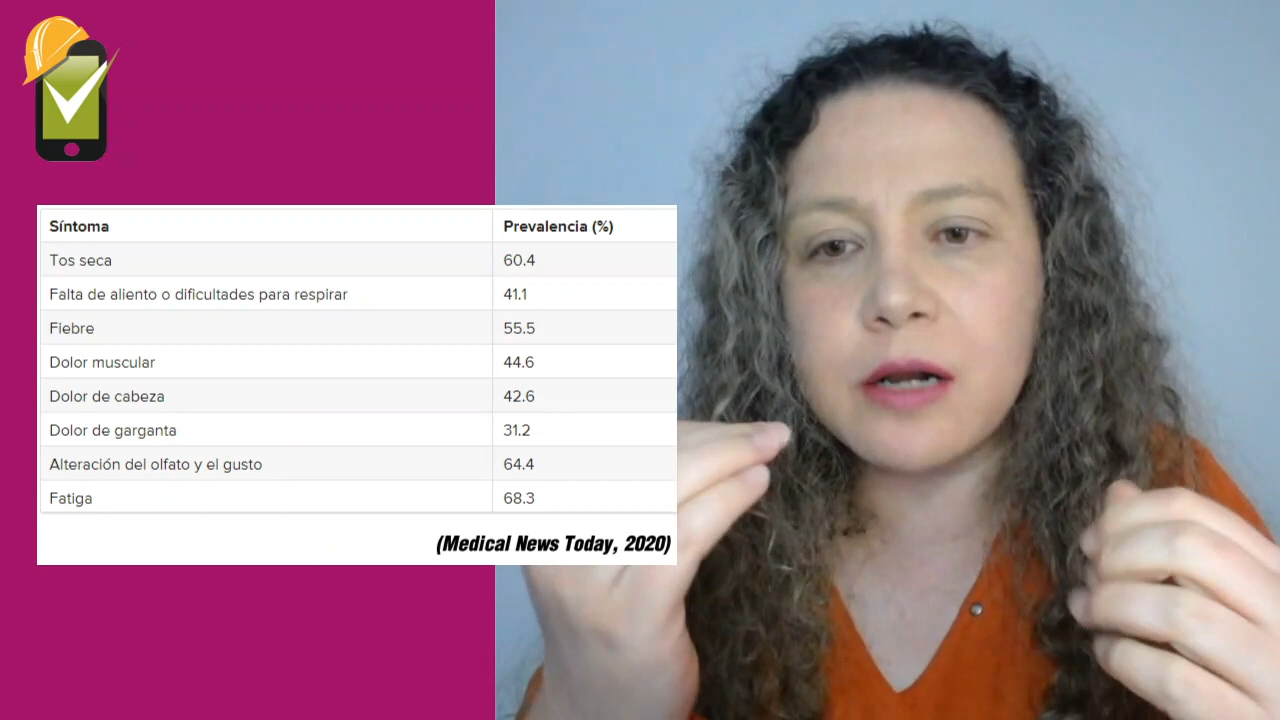 Síntoma Prevalencia (%)
Tos seca 60.4
Falta de aliento o dificultades para respirar 41.1
Fiebre 55.5
Dolor muscular 44.6
Dolor de cabeza 42.6
Dolor de garganta 31.2
Alteración del olfato y el gusto 64.4
Fatiga 68.3
(Medical News Today, 2020)